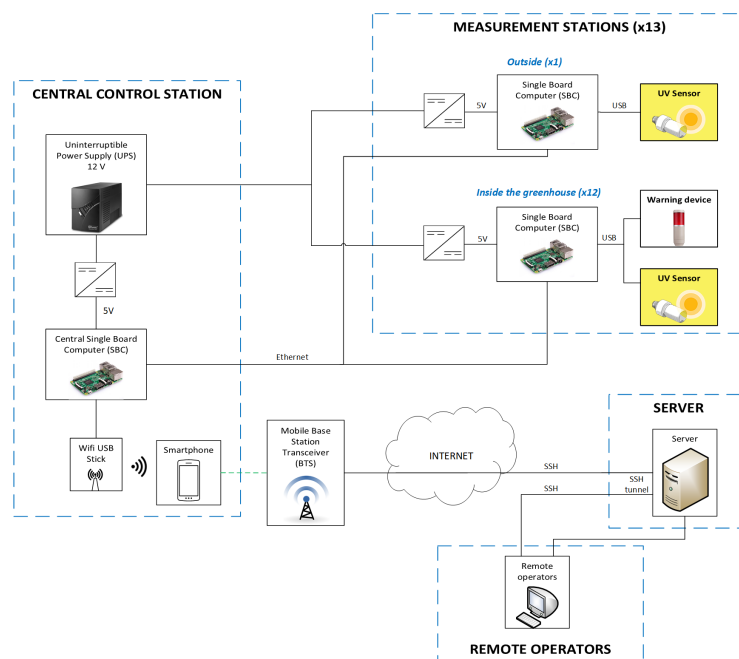 MEASUREMENT STATIONS (x13)
Outside (x1)
Single Board
Computer (SBC)
5V
USB
UV Sensor
CENTRAL CONTROL STATION
Uninterruptible
Power Supply (UPS)
12 V
Inside the greenhouse (x12)
Single Board
Computer (SBC)
5V
USB
Warning device
UV Sensor
5V
Central Single Board
Computer (SBC)
Ethernet
Wifi USB
Stick
Smartphone
Mobile Base
Station
Transceiver
(BTS)
INTERNET
SSH
SSH
SSH
tunnel
SERVER
Server
Remote
operators
REMOTE OPERATORS